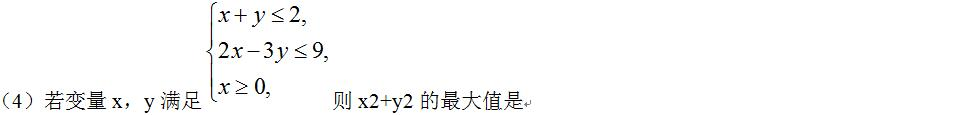 x + y ≤ 2,
2x − 3y ≤ 9,
x ≥ 0,
（4）若变量 x，y 满足 则 x2+y2 的最大值是